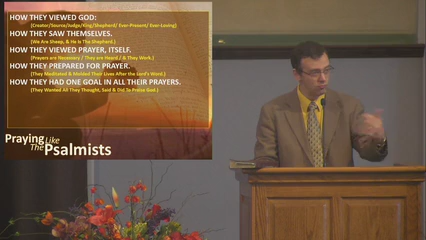 HOW THEY VIEWED GOD:
(Creator/Source/Judge/King/Shepherd/ Ever-Present/ Ever-Loving)
HOW THEY SAW THEMSELVES.
(We Are Sheep, & He Is The Shepherd.)
HOW THEY VIEWED PRAYER, ITSELF.
(Prayers are Necessary / They are Heard / & They Work.)
HOW THEY PREPARED FOR PRAYER.
(They Meditated & Molded Their Lives After the Lord's Word.)
HOW THEY HAD ONE GOAL IN ALL THEIR PRAYERS.
(They Wanted All They Thought, Said & Did To Praise God.)
Praying Like
The Psalmists